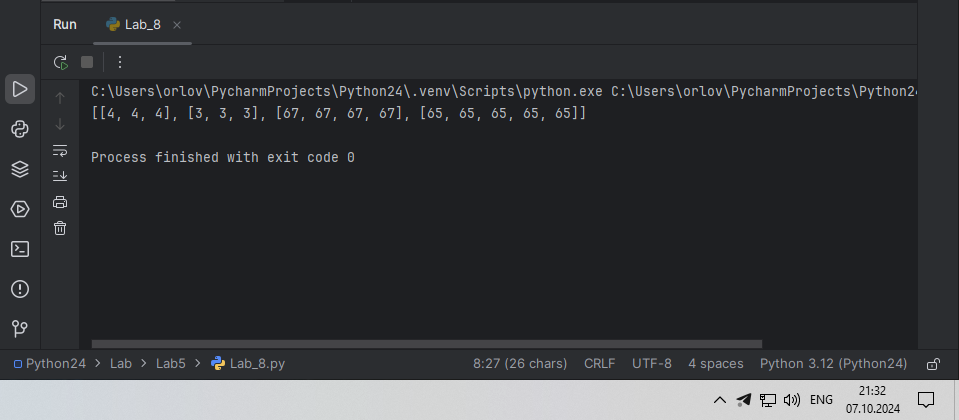 Run Lab_8
C:\Users\orlov\PycharmProjects\Python24\.venv\Scripts\python.exe C:\Users\orlov\PycharmProjects\Python24
[[4, 4, 4], [3, 3, 3], [67, 67, 67, 67], [65, 65, 65, 65, 65]]
Process finished with exit code 0
Python24 > Lab > Lab5 > Lab_8.py 8:27 (26 chars) CRLF UTF-8 4 spaces Python 3.12 (Python24)
ENG 21:32
07.10.2024